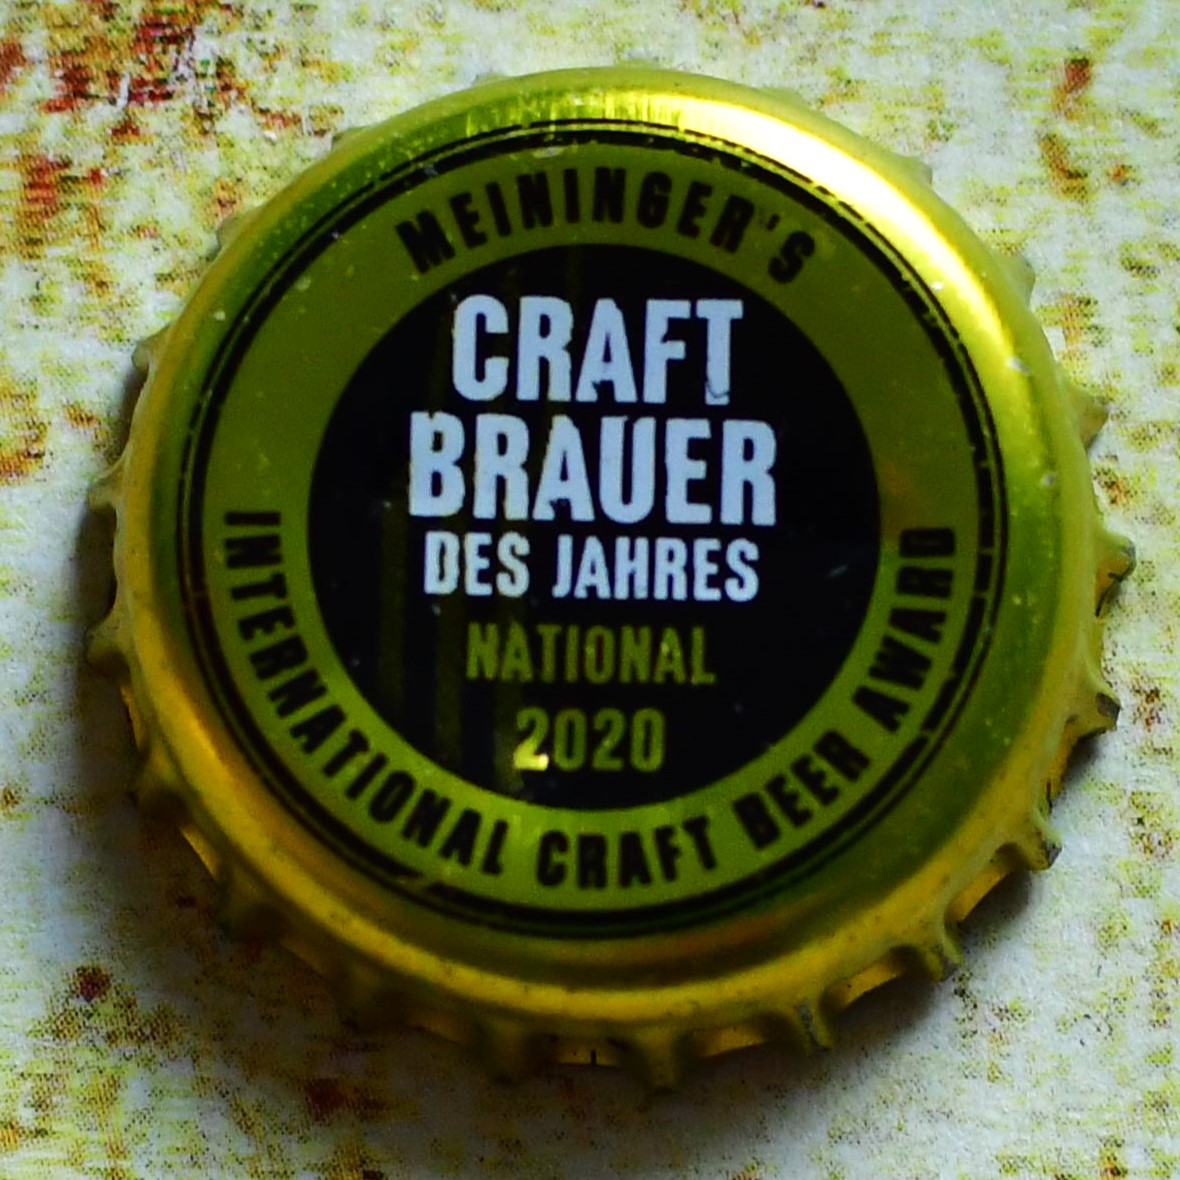 MEININGER'S
CRAFT
BRAUER
DES JAHRES
NATIONAL
2020
INTERNATIONAL CRAFT BEER AWARD